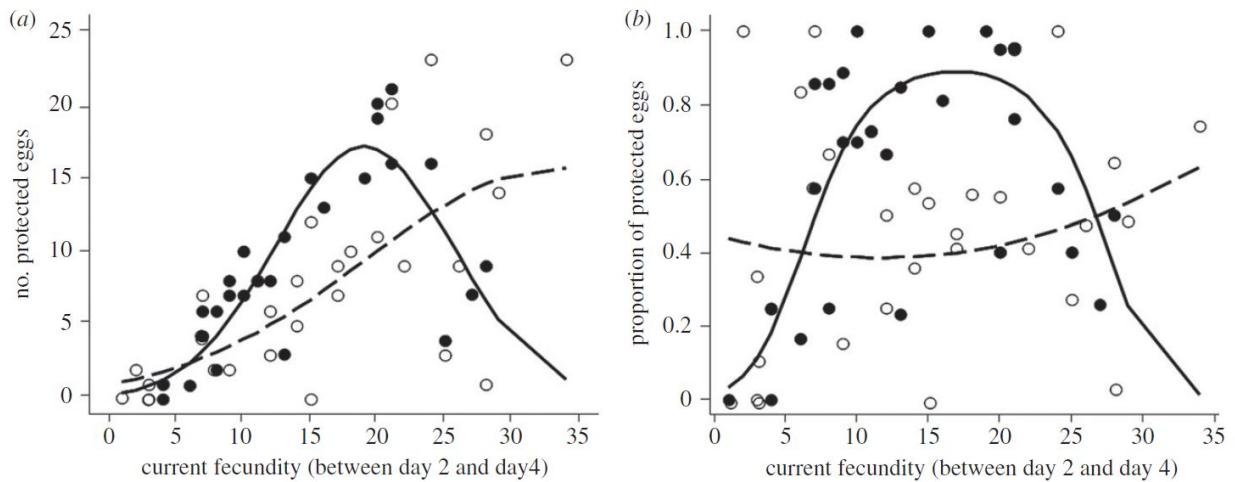 (a)
25
20
15
10
5
0
no. protected eggs
0 5 10 15 20 25 30 35
current fecundity (between day 2 and day4)
(b)
1.0
0.8
0.6
0.4
0.2
0
proportion of protected eggs
0 5 10 15 20 25 30 35
current fecundity (between day 2 and day 4)